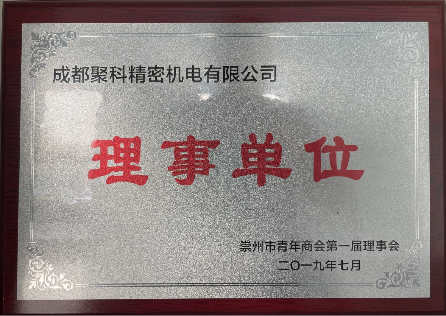 成都聚科精密机电有限公司
理事单位
崇州市青年商会第一届理事会
二〇一九年七月